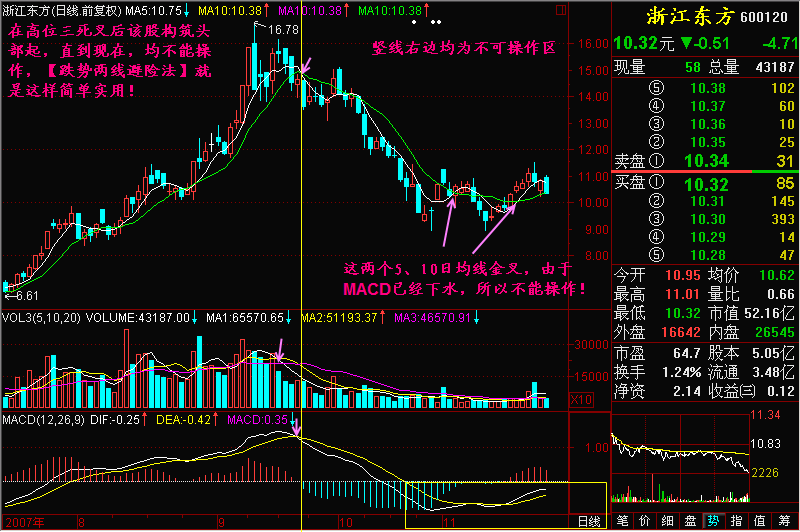 浙江东方(日线.前复权) MA5:10.75↓ MA10:10.38↑ MA10:10.38↑ MA10:10.38↑
在高位三死叉后该股构筑头
部起，直到现在，均不能操
作，【跌势两线避险法】就
是这样简单实用！
16.78
竖线右边均为不可操作区
16.00
15.00
14.00
13.00
12.00
11.00
10.00
9.00
8.00
6.61
这两个5、10日均线金叉，由于
MACD已经下水，所以不能操作！
VOL3(5,10,20) VOLUME:43187.00↓ MA1:65570.65↓ MA2:51193.37↑ MA3:46570.91↓
30000
15000
X10
MACD(12,26,9) DIF:-0.25↑ DEA:-0.42↑ MACD:0.35↓
1.00
2007年 8 9 10 11 日线
浙江东方 600120
10.32元 ▼-0.51 -4.71
现量 58 总量 43187
⑤ 10.38 102
④ 10.37 60
③ 10.36 10
② 10.35 25
卖盘① 10.34 31
买盘① 10.32 85
② 10.31 145
③ 10.30 393
④ 10.29 14
⑤ 10.28 47
今开 10.95 均价 10.62
最高 11.01 量比 0.66
最低 10.32 市值 52.16亿
外盘 16642 内盘 26545
市盈 64.7 股本 5.05亿
换手 1.24% 流通 3.48亿
净资 2.14 收益㈢ 0.12
11.34
10.83
2226
笔 价 细 盘 势 指 值 筹